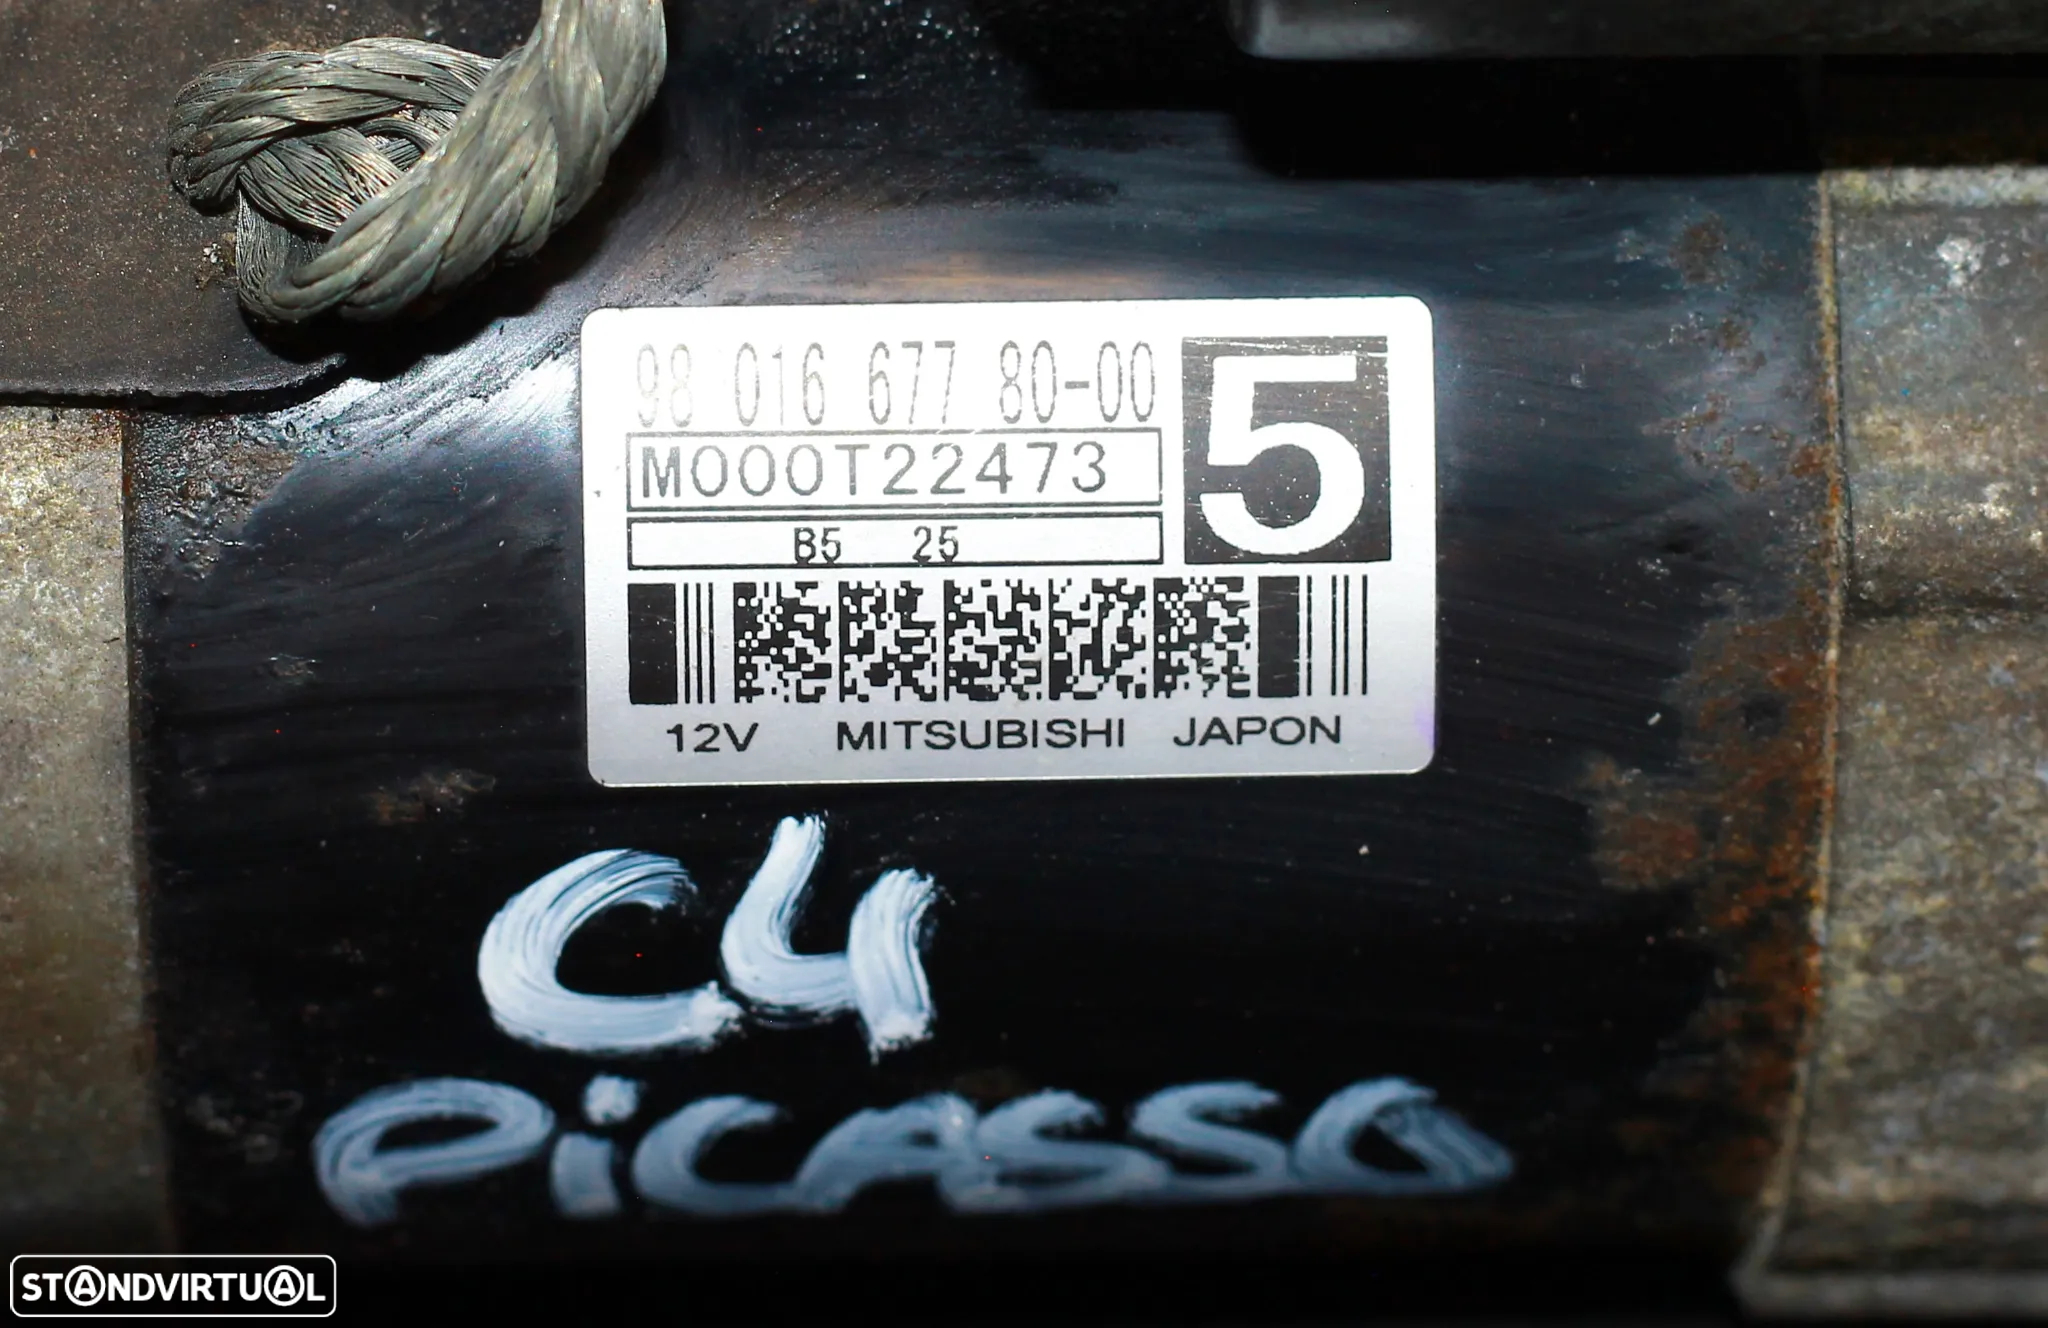 98 016 677 80-00
5
M000T22473
B5 25
12V MITSUBISHI JAPON
C4
PiCASSO
STANDVIRTUAL